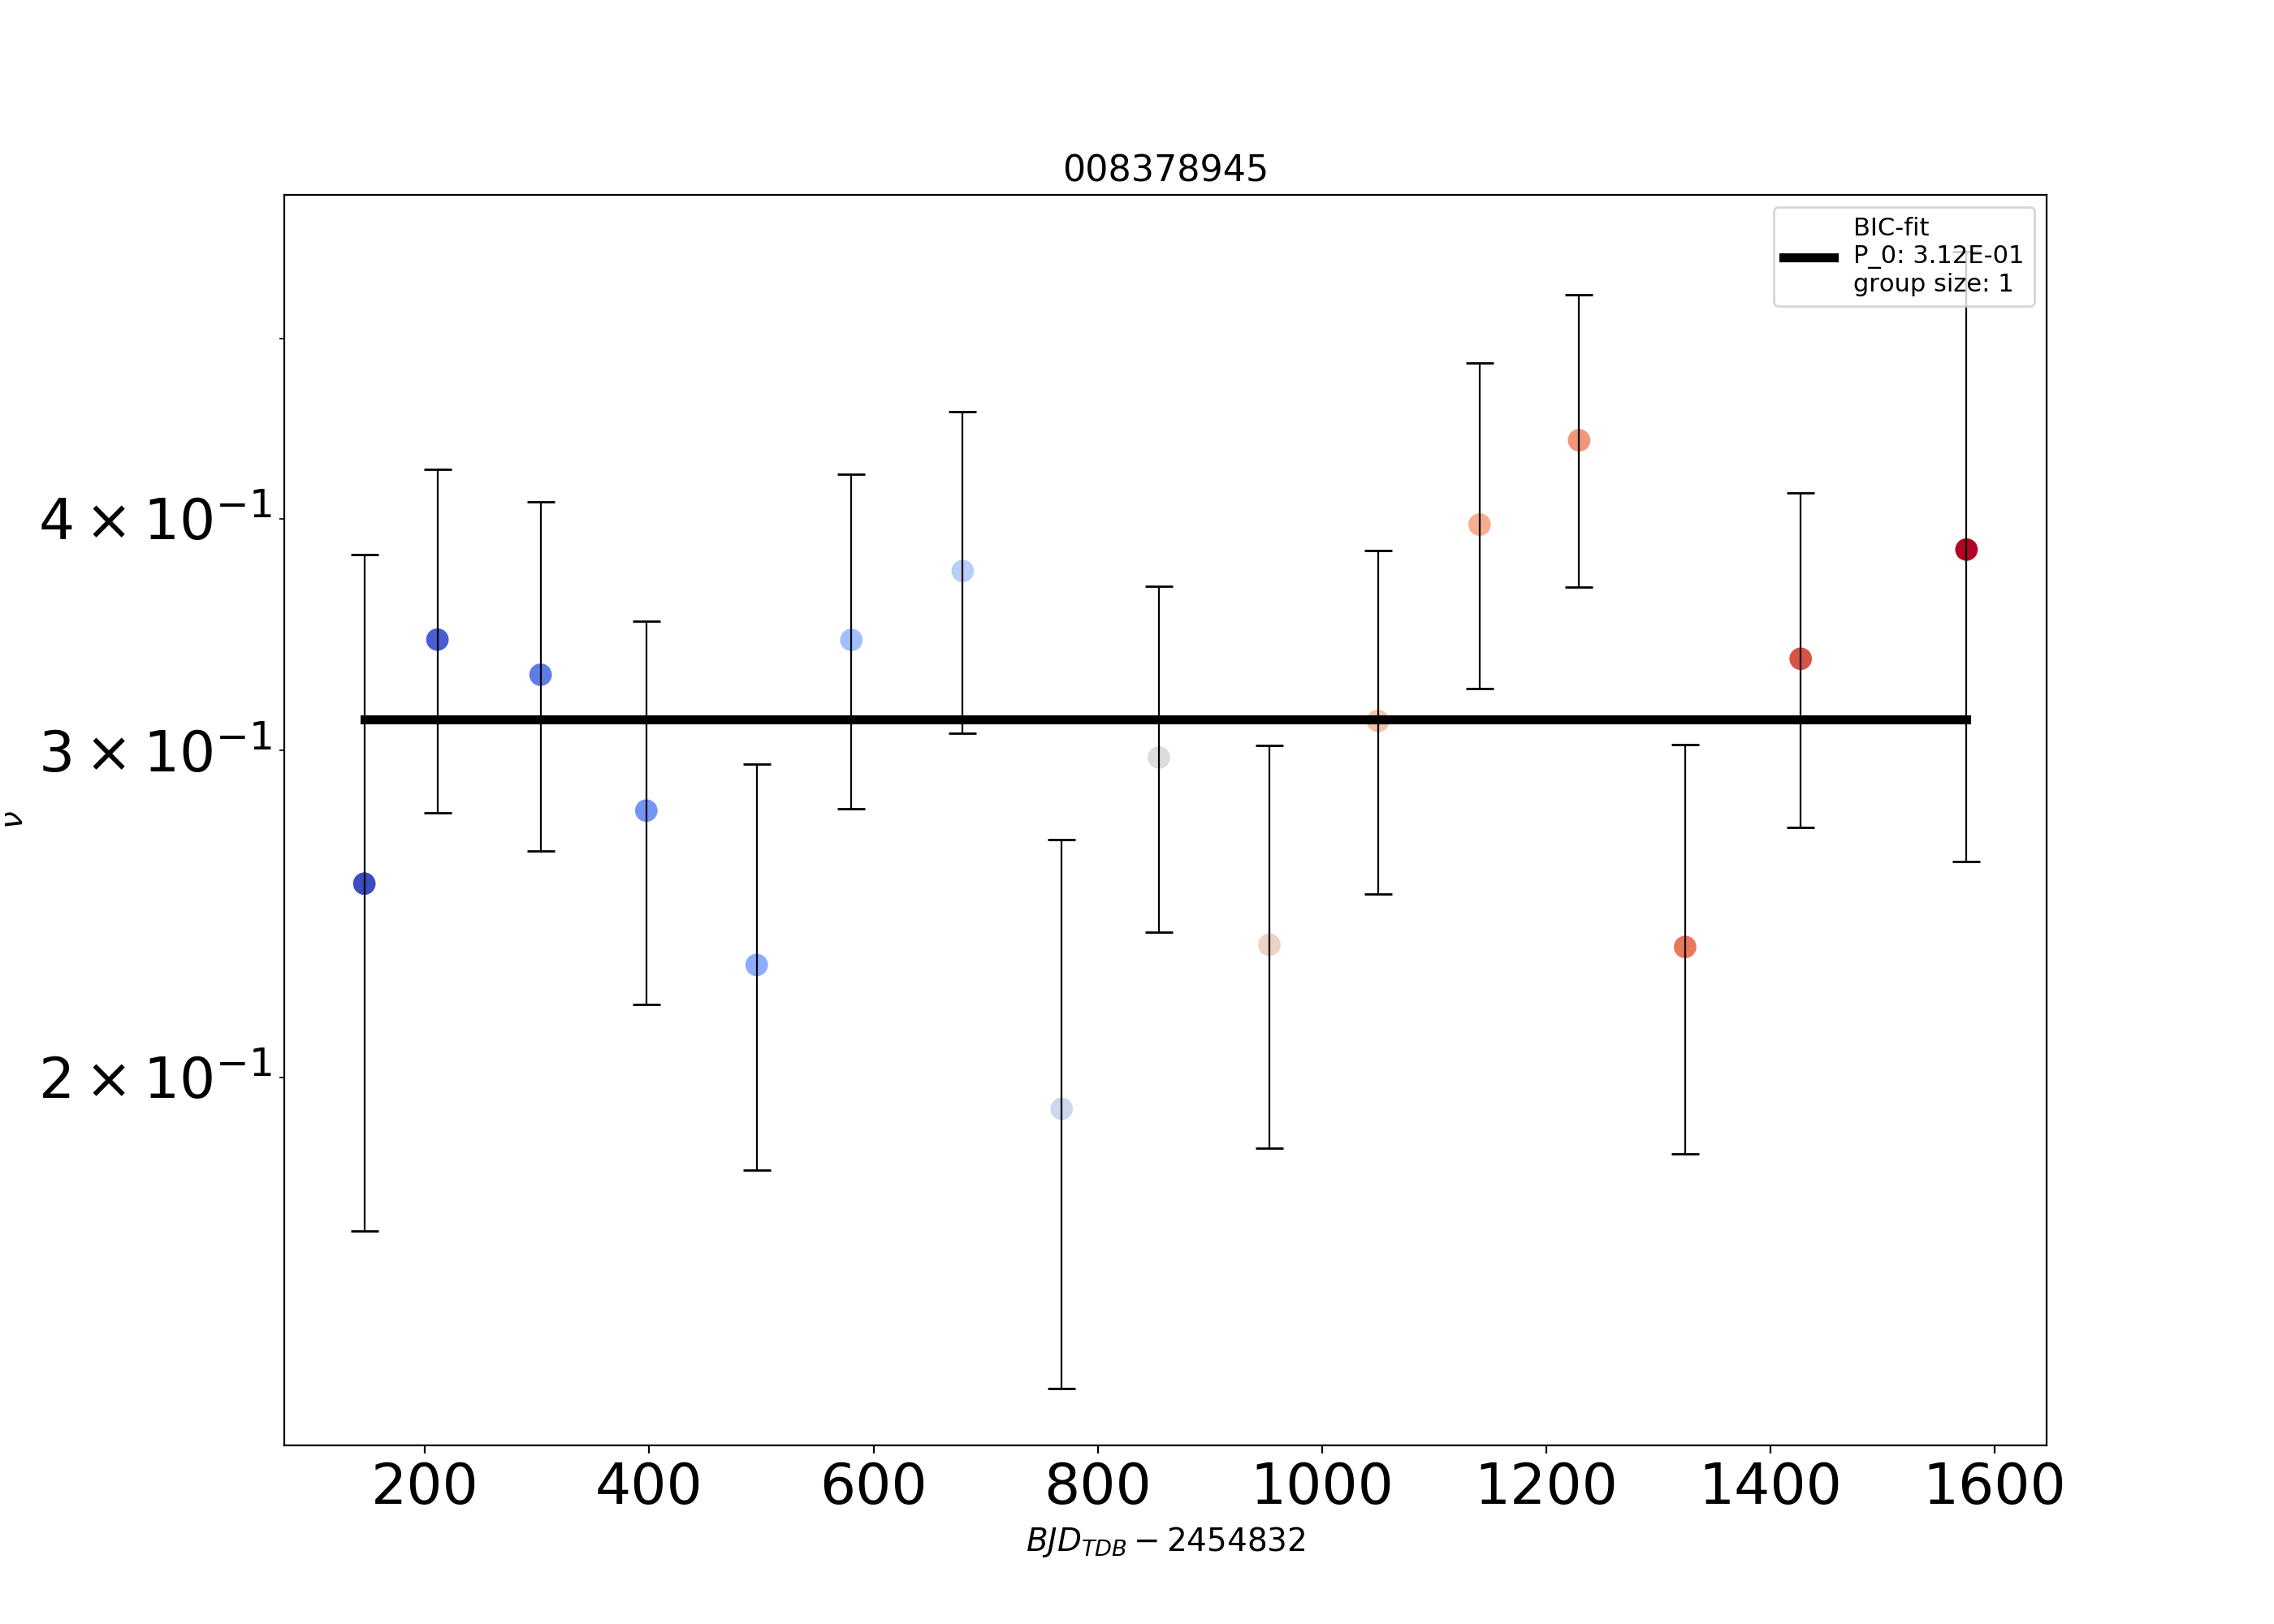 008378945
BIC-fit
P_0: 3.12E-01
group size: 1
4 × 10⁻¹
3 × 10⁻¹
2 × 10⁻¹
ν
200 400 600 800 1000 1200 1400 1600
BJD_TDB − 2454832